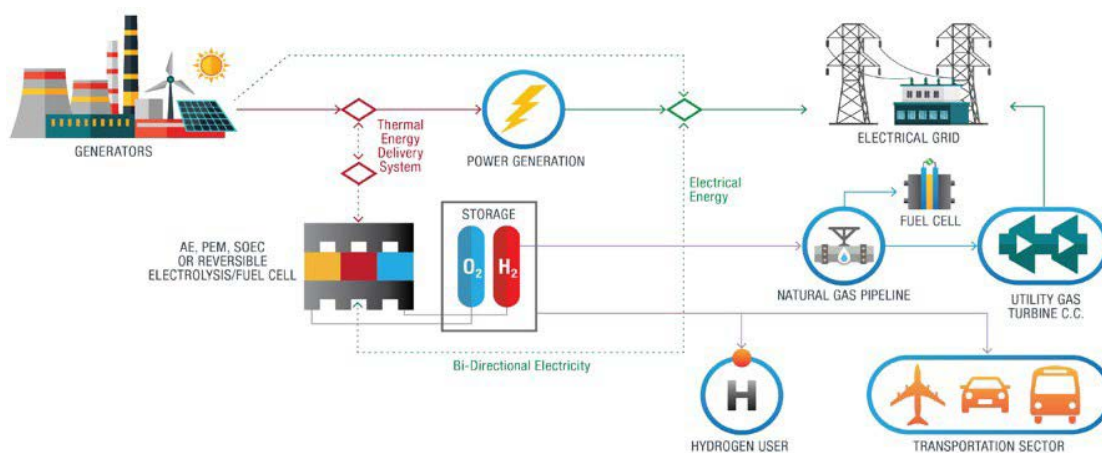 GENERATORS
Thermal
Energy
Delivery
System
POWER GENERATION
ELECTRICAL GRID
Electrical
Energy
FUEL CELL
STORAGE
O2
H2
AE, PEM, SOEC
OR REVERSIBLE
ELECTROLYSIS/FUEL CELL
NATURAL GAS PIPELINE
UTILITY GAS
TURBINE C.C.
Bi-Directional Electricity
H
HYDROGEN USER
TRANSPORTATION SECTOR